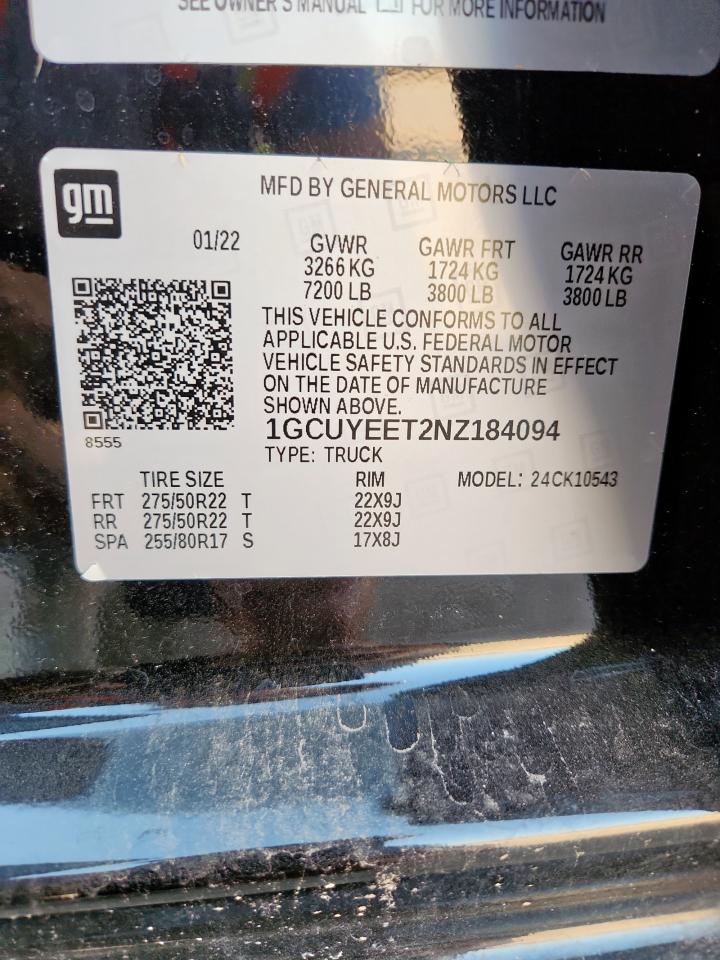 SEE OWNER'S MANUAL FOR MORE INFORMATION
gm
MFD BY GENERAL MOTORS LLC
01/22 GVWR GAWR FRT GAWR RR
3266 KG 1724 KG 1724 KG
7200 LB 3800 LB 3800 LB
THIS VEHICLE CONFORMS TO ALL
APPLICABLE U.S. FEDERAL MOTOR
VEHICLE SAFETY STANDARDS IN EFFECT
ON THE DATE OF MANUFACTURE
SHOWN ABOVE.
8555
1GCUYEET2NZ184094
TYPE: TRUCK
TIRE SIZE RIM MODEL: 24CK10543
FRT 275/50R22 T 22X9J
RR 275/50R22 T 22X9J
SPA 255/80R17 S 17X8J